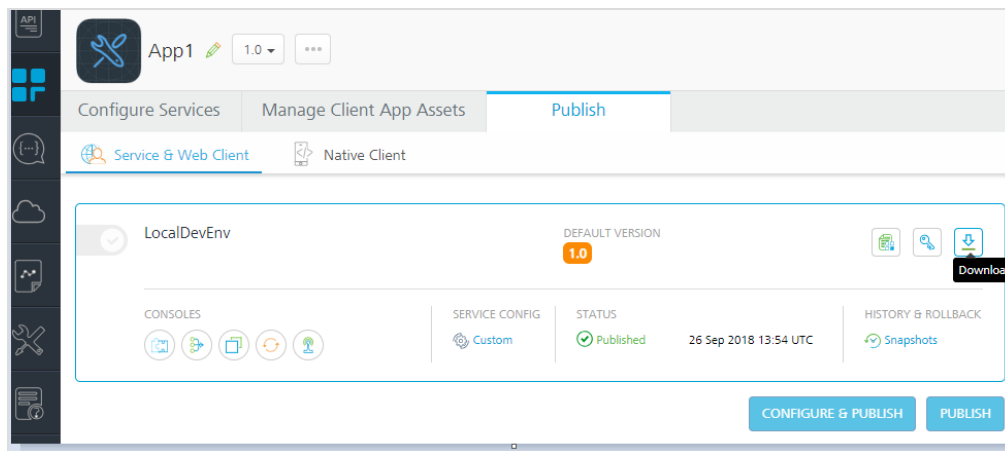 API
App1 1.0
Configure Services Manage Client App Assets Publish
Service & Web Client Native Client
LocalDevEnv DEFAULT VERSION
1.0
Downloa
CONSOLES SERVICE CONFIG STATUS HISTORY & ROLLBACK
Custom Published 26 Sep 2018 13:54 UTC Snapshots
CONFIGURE & PUBLISH PUBLISH